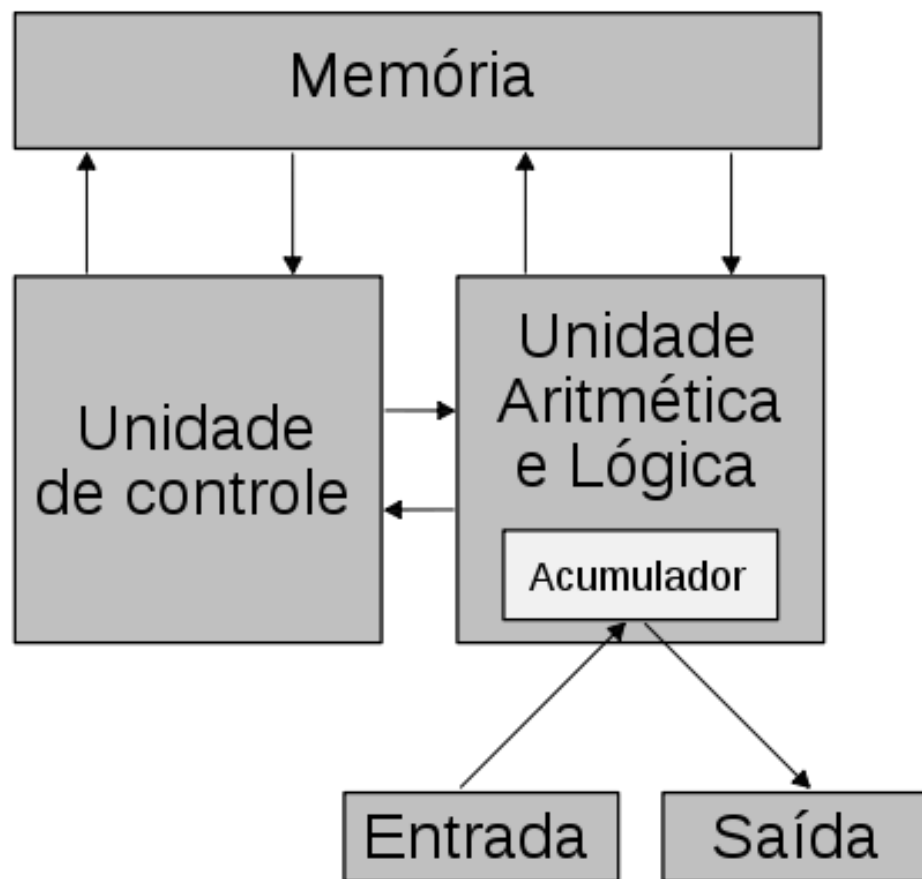 Memória
Unidade
de controle
Unidade
Aritmética
e Lógica
Acumulador
Entrada
Saída